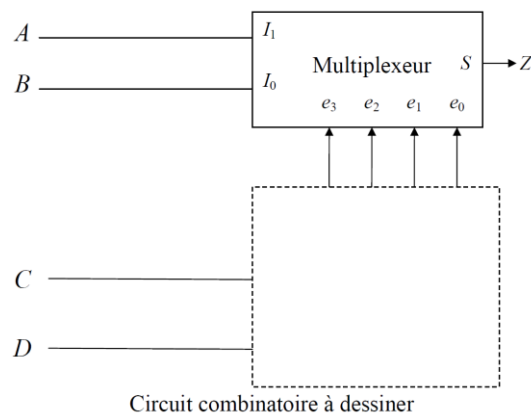 A
I₁
Multiplexeur
S
Z
B
I₀
e₃ e₂ e₁ e₀
C
D
Circuit combinatoire à dessiner